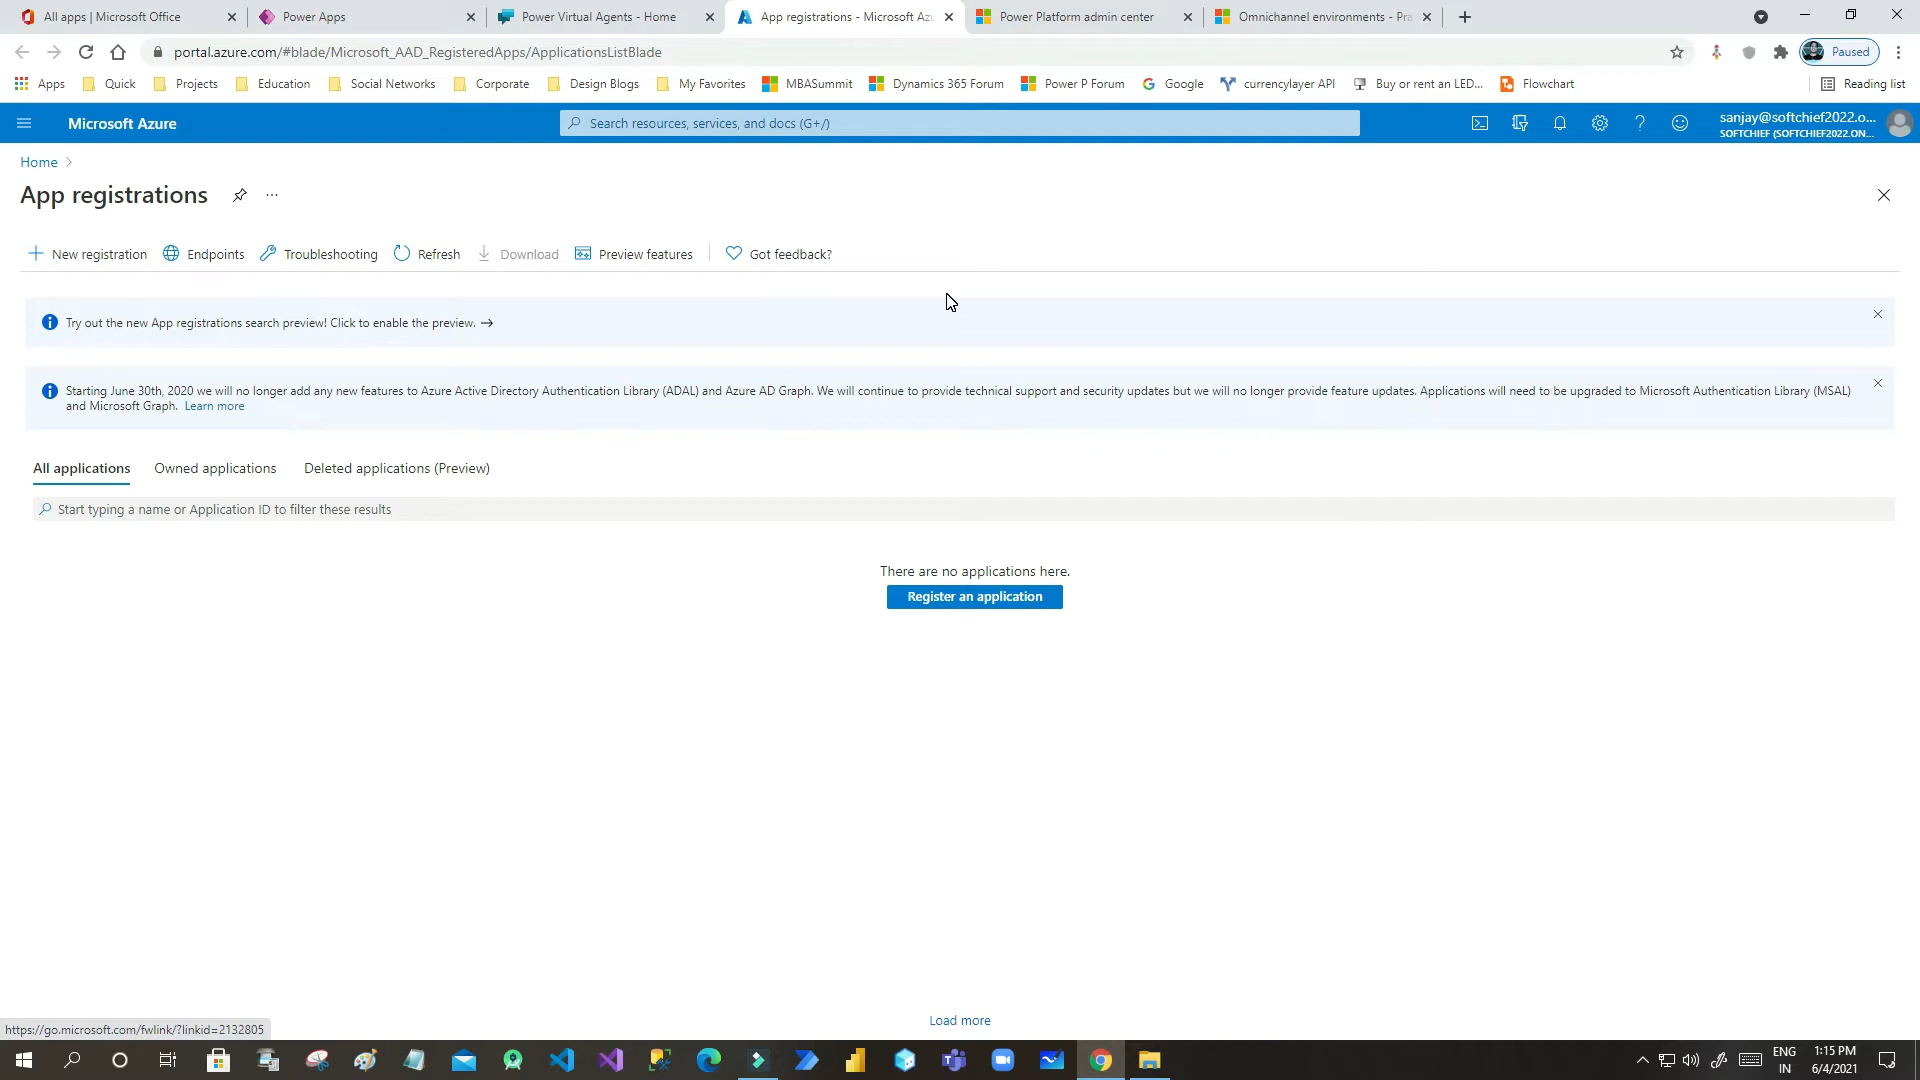 All apps | Microsoft Office
Power Apps
Power Virtual Agents - Home
App registrations - Microsoft Azu
Power Platform admin center
Omnichannel environments - Pra
portal.azure.com/#blade/Microsoft_AAD_RegisteredApps/ApplicationsListBlade
Paused
Apps
Quick
Projects
Education
Social Networks
Corporate
Design Blogs
My Favorites
MBASummit
Dynamics 365 Forum
Power P Forum
Google
currencylayer API
Buy or rent an LED...
Flowchart
Reading list
Microsoft Azure
Search resources, services, and docs (G+/)
sanjay@softchief2022.o...
SOFTCHIEF (SOFTCHIEF2022.ON...
Home
App registrations
New registration
Endpoints
Troubleshooting
Refresh
Download
Preview features
Got feedback?
Try out the new App registrations search preview! Click to enable the preview. →
Starting June 30th, 2020 we will no longer add any new features to Azure Active Directory Authentication Library (ADAL) and Azure AD Graph. We will continue to provide technical support and security updates but we will no longer provide feature updates. Applications will need to be upgraded to Microsoft Authentication Library (MSAL)
and Microsoft Graph. Learn more
All applications
Owned applications
Deleted applications (Preview)
Start typing a name or Application ID to filter these results
There are no applications here.
Register an application
Load more
https://go.microsoft.com/fwlink/?linkid=2132805
ENG
IN
1:15 PM
6/4/2021